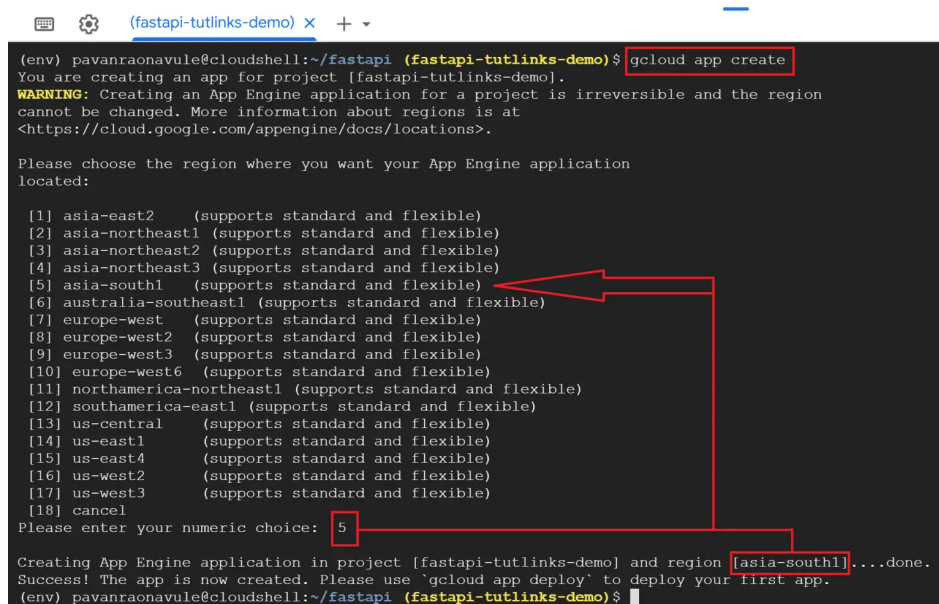 (fastapi-tutlinks-demo) × + ▾
(env) pavanraonavule@cloudshell:~/fastapi (fastapi-tutlinks-demo)$ gcloud app create
You are creating an app for project [fastapi-tutlinks-demo].
WARNING: Creating an App Engine application for a project is irreversible and the region
cannot be changed. More information about regions is at
<https://cloud.google.com/appengine/docs/locations>.
Please choose the region where you want your App Engine application
located:
[1] asia-east2 (supports standard and flexible)
[2] asia-northeast1 (supports standard and flexible)
[3] asia-northeast2 (supports standard and flexible)
[4] asia-northeast3 (supports standard and flexible)
[5] asia-south1 (supports standard and flexible)
[6] australia-southeast1 (supports standard and flexible)
[7] europe-west (supports standard and flexible)
[8] europe-west2 (supports standard and flexible)
[9] europe-west3 (supports standard and flexible)
[10] europe-west6 (supports standard and flexible)
[11] northamerica-northeast1 (supports standard and flexible)
[12] southamerica-east1 (supports standard and flexible)
[13] us-central (supports standard and flexible)
[14] us-east1 (supports standard and flexible)
[15] us-east4 (supports standard and flexible)
[16] us-west2 (supports standard and flexible)
[17] us-west3 (supports standard and flexible)
[18] cancel
Please enter your numeric choice: 5
Creating App Engine application in project [fastapi-tutlinks-demo] and region [asia-south1]....done.
Success! The app is now created. Please use `gcloud app deploy` to deploy your first app.
(env) pavanraonavule@cloudshell:~/fastapi (fastapi-tutlinks-demo)$